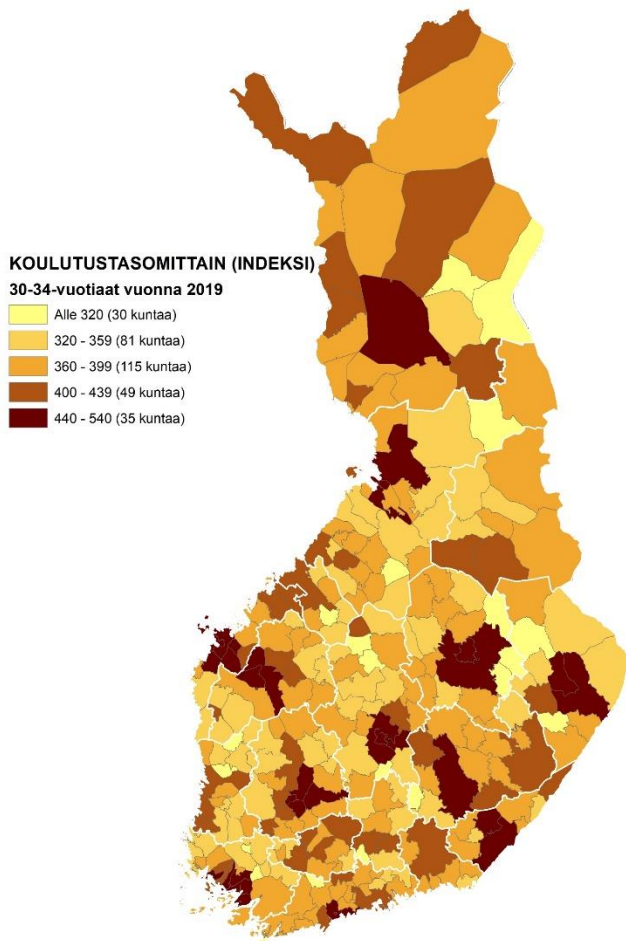 KOULUTUSTASOMITTAIN (INDEKSI)
30-34-vuotiaat vuonna 2019
Alle 320 (30 kuntaa)
320 - 359 (81 kuntaa)
360 - 399 (115 kuntaa)
400 - 439 (49 kuntaa)
440 - 540 (35 kuntaa)